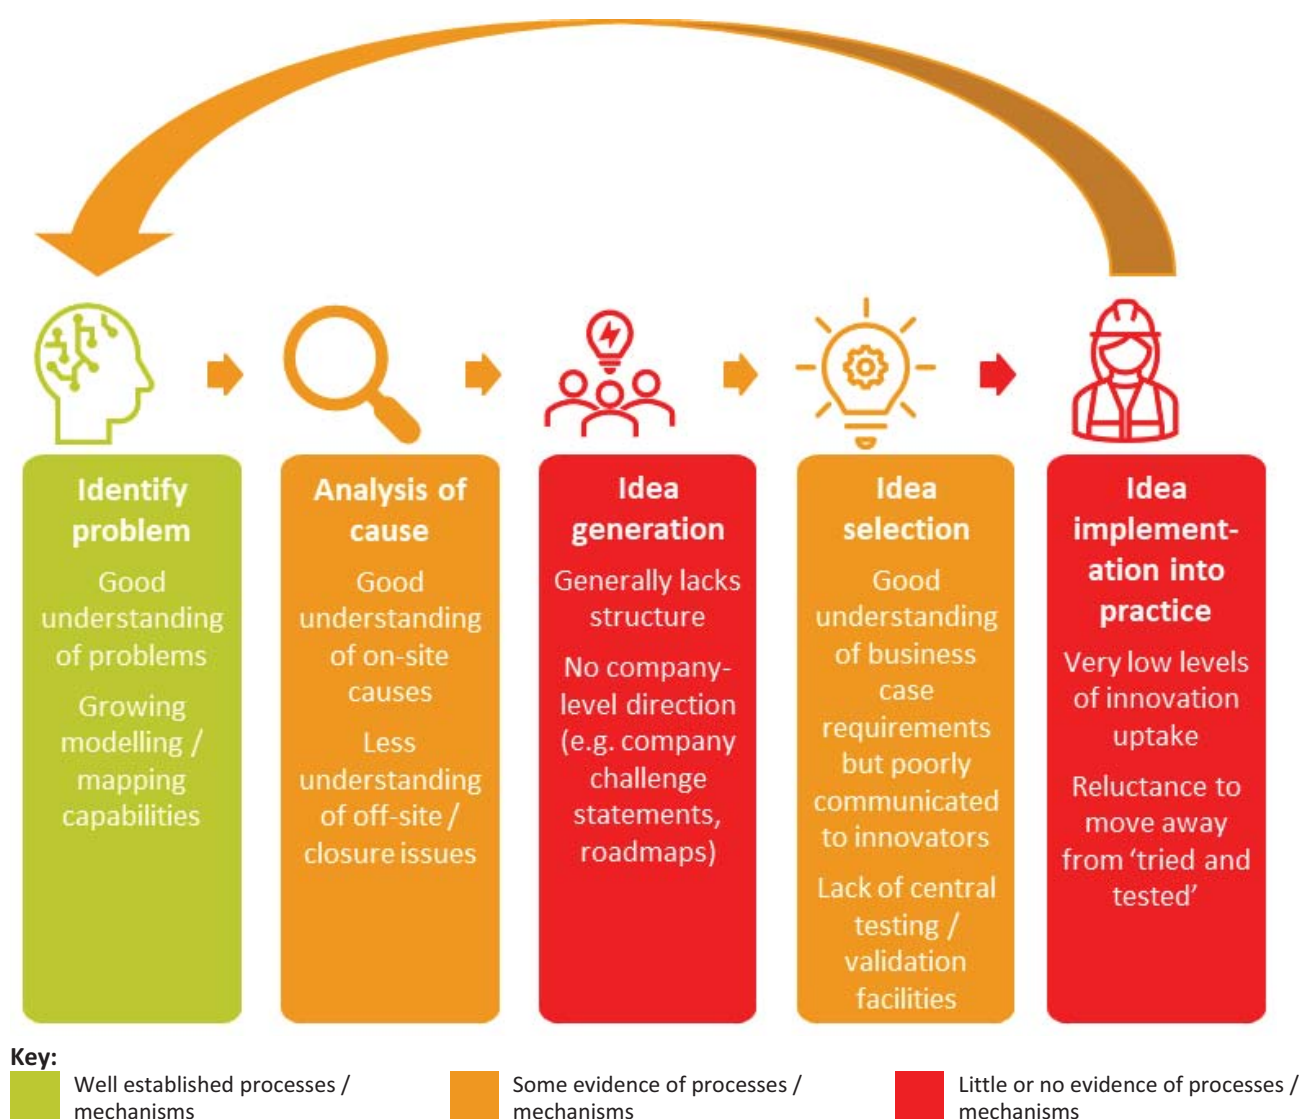 Identify
problem
Good
understanding
of problems
Growing
modelling /
mapping
capabilities
Analysis of
cause
Good
understanding
of on-site
causes
Less
understanding
of off-site /
closure issues
Idea
generation
Generally lacks
structure
No company-
level direction
(e.g. company
challenge
statements,
roadmaps)
Idea
selection
Good
understanding
of business
case
requirements
but poorly
communicated
to innovators
Lack of central
testing /
validation
facilities
Idea
implement-
ation into
practice
Very low levels
of innovation
uptake
Reluctance to
move away
from ‘tried and
tested’
Key:
Well established processes /
mechanisms
Some evidence of processes /
mechanisms
Little or no evidence of processes /
mechanisms